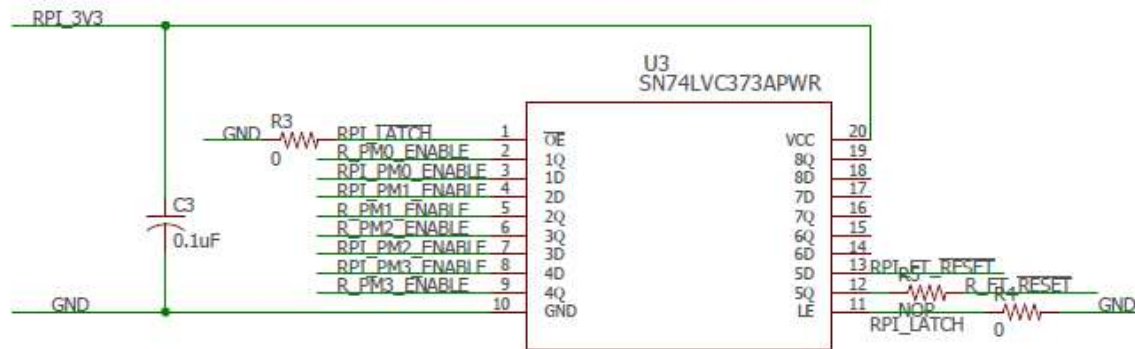 RPI_3V3
U3
SN74LVC373APWR
R3
GND
0
RPI_LATCH 1 OE VCC 20
R_PM0_ENABLE 2 1Q 8Q 19
RPI_PM0_ENABLE 3 1D 8D 18
RPI_PM1_ENABLE 4 2D 7D 17
R_PM1_ENABLE 5 2Q 7Q 16
R_PM2_ENABLE 6 3Q 6Q 15
RPI_PM2_ENABLE 7 3D 6D 14
RPI_PM3_ENABLE 8 4D 5D 13 RPI_FT_RESET
R_PM3_ENABLE 9 4Q 5Q 12 R5 R_FT_RESET
GND 10 GND LE 11 NOP R4 GND
RPI_LATCH 0
C3
0.1uF